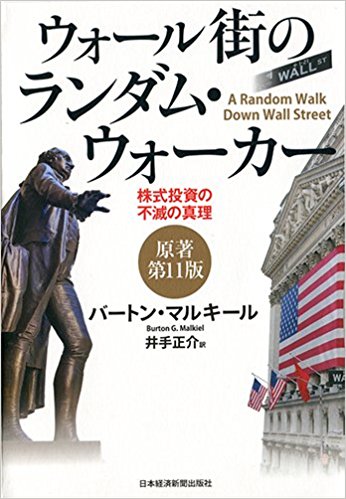 ウォール街の
WALL ST
ランダム・
A Random Walk
Down Wall Street
ウォーカー
株式投資の
不滅の真理
原著
第11版
バートン・マルキール
Burton G. Malkiel
井手正介 訳
日本経済新聞出版社